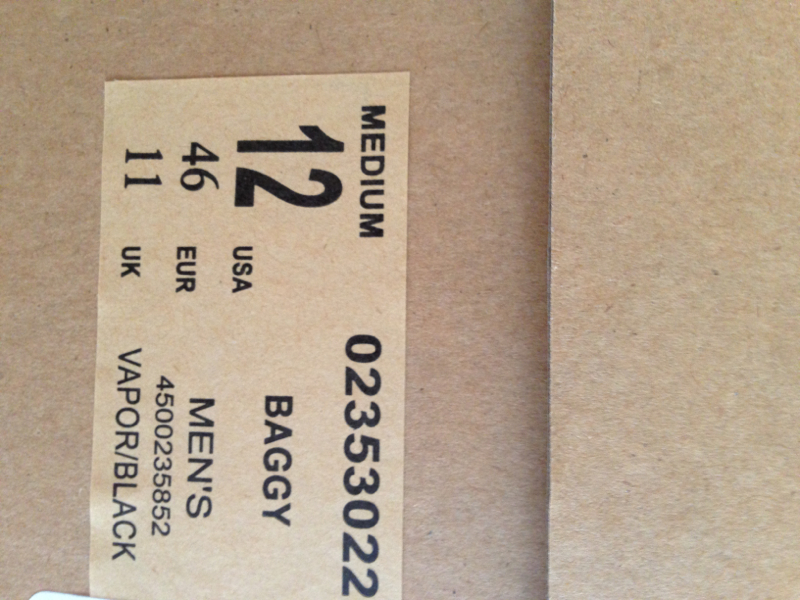 MEDIUM 02353022
12 USA BAGGY
46 EUR MEN'S
4500235852
11 UK VAPOR/BLACK